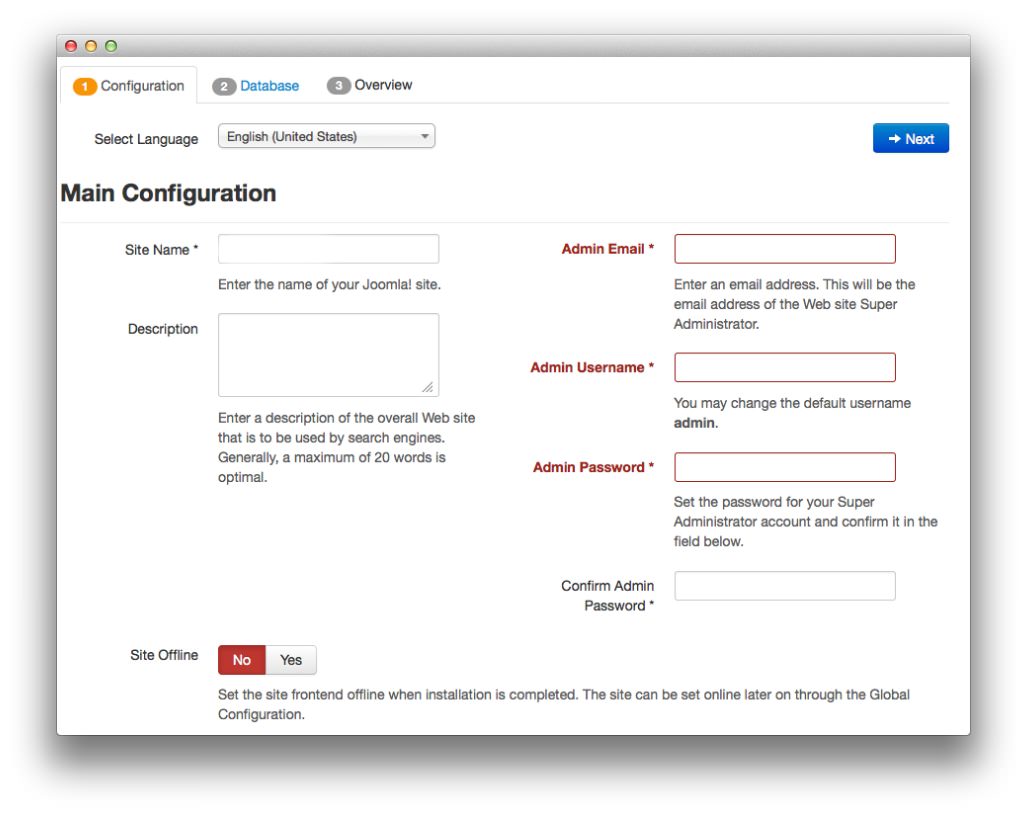 1 Configuration
2 Database
3 Overview
Select Language
English (United States)
Next
Main Configuration
Site Name *
Enter the name of your Joomla! site.
Description
Enter a description of the overall Web site
that is to be used by search engines.
Generally, a maximum of 20 words is
optimal.
Admin Email *
Enter an email address. This will be the
email address of the Web site Super
Administrator.
Admin Username *
You may change the default username
admin.
Admin Password *
Set the password for your Super
Administrator account and confirm it in the
field below.
Confirm Admin
Password *
Site Offline
No
Yes
Set the site frontend offline when installation is completed. The site can be set online later on through the Global
Configuration.